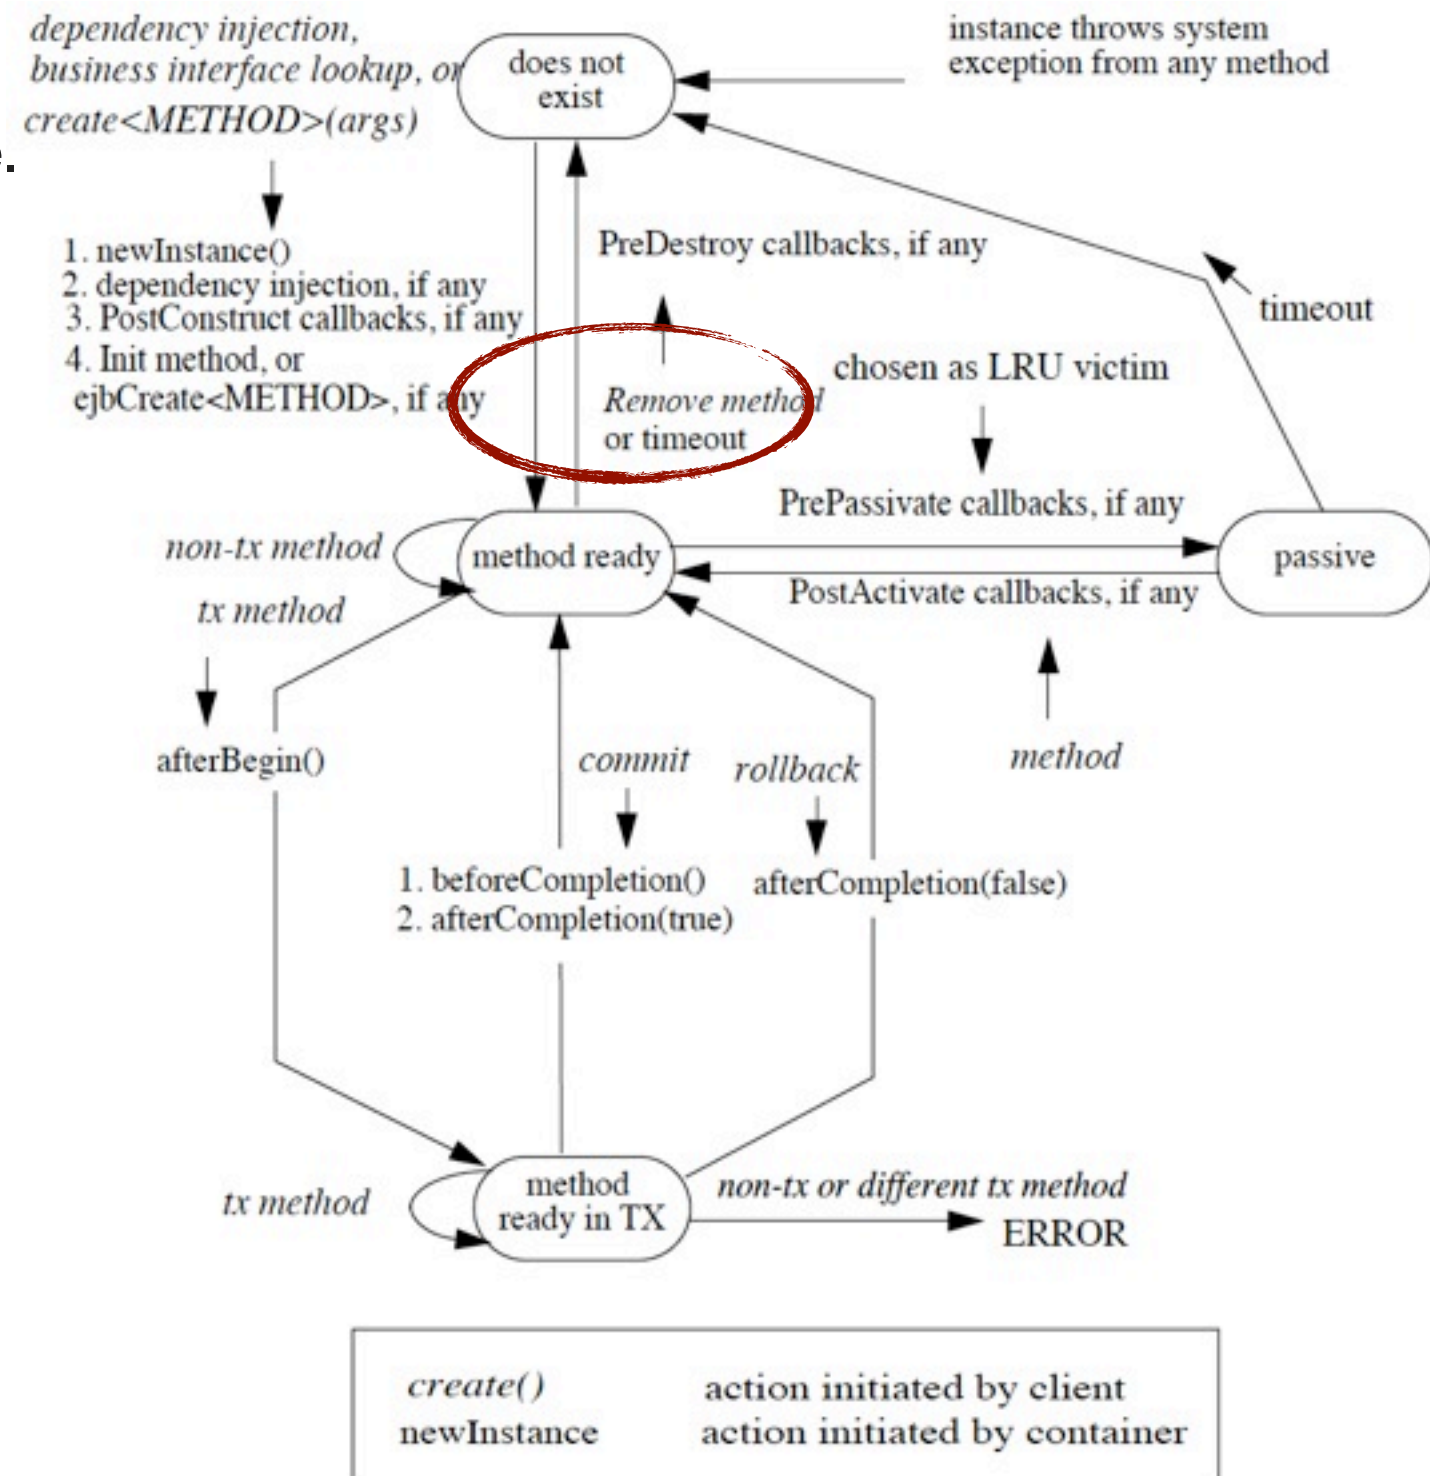 dependency injection,
business interface lookup, or
create<METHOD>(args)
does not
exist
instance throws system
exception from any method
e.
1. newInstance()
2. dependency injection, if any
3. PostConstruct callbacks, if any
4. Init method, or
ejbCreate<METHOD>, if any
PreDestroy callbacks, if any
timeout
Remove method
or timeout
chosen as LRU victim
PrePassivate callbacks, if any
non-tx method
method ready
passive
PostActivate callbacks, if any
tx method
afterBegin()
commit
rollback
method
1. beforeCompletion()
2. afterCompletion(true)
afterCompletion(false)
tx method
method
ready in TX
non-tx or different tx method
ERROR
create()
action initiated by client
newInstance
action initiated by container